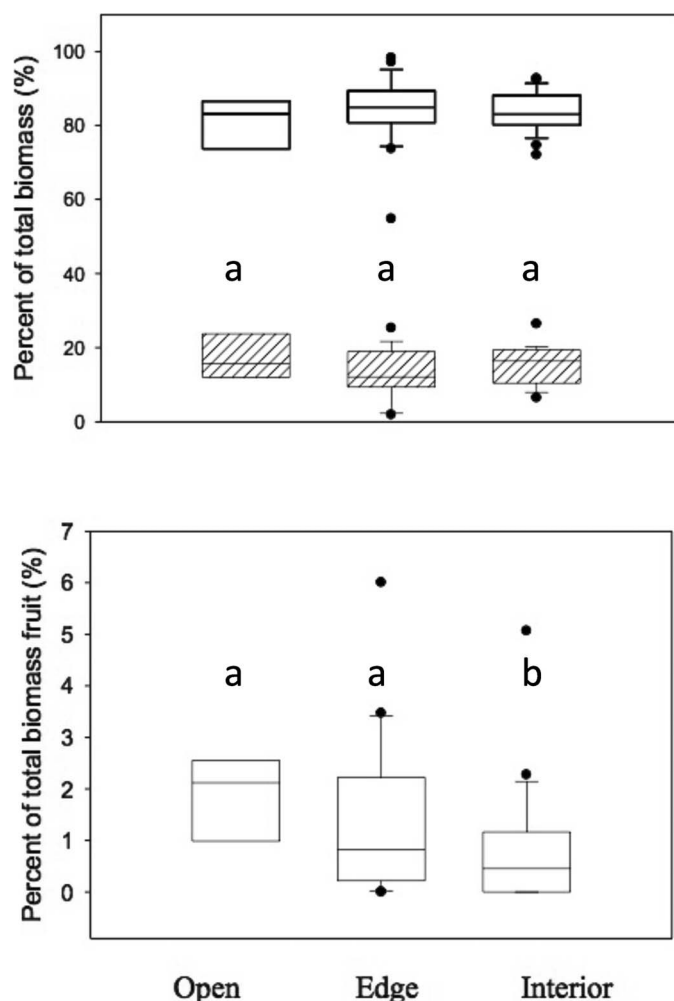 Percent of total biomass (%)
100
80
60
40
20
0
a a a
Percent of total biomass fruit (%)
7
6
5
4
3
2
1
0
a a b
Open Edge Interior